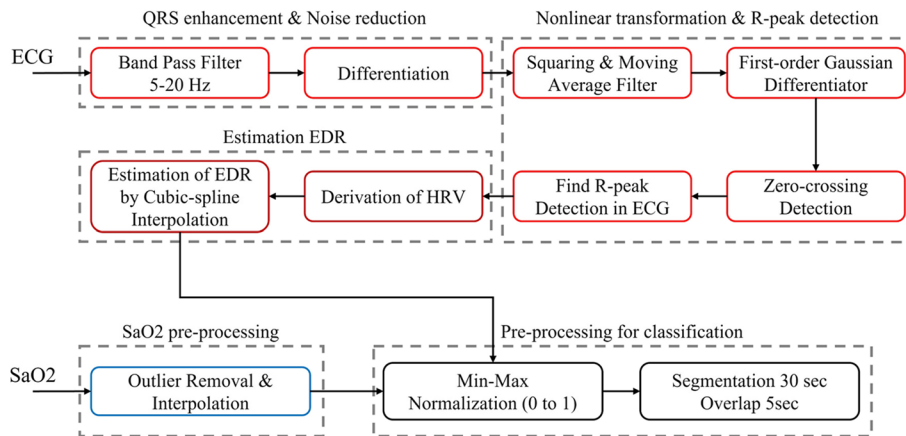 QRS enhancement & Noise reduction
Nonlinear transformation & R-peak detection
ECG
Band Pass Filter
5-20 Hz
Differentiation
Squaring & Moving
Average Filter
First-order Gaussian
Differentiator
Estimation EDR
Estimation of EDR
by Cubic-spline
Interpolation
Derivation of HRV
Find R-peak
Detection in ECG
Zero-crossing
Detection
SaO2 pre-processing
Pre-processing for classification
SaO2
Outlier Removal &
Interpolation
Min-Max
Normalization (0 to 1)
Segmentation 30 sec
Overlap 5sec